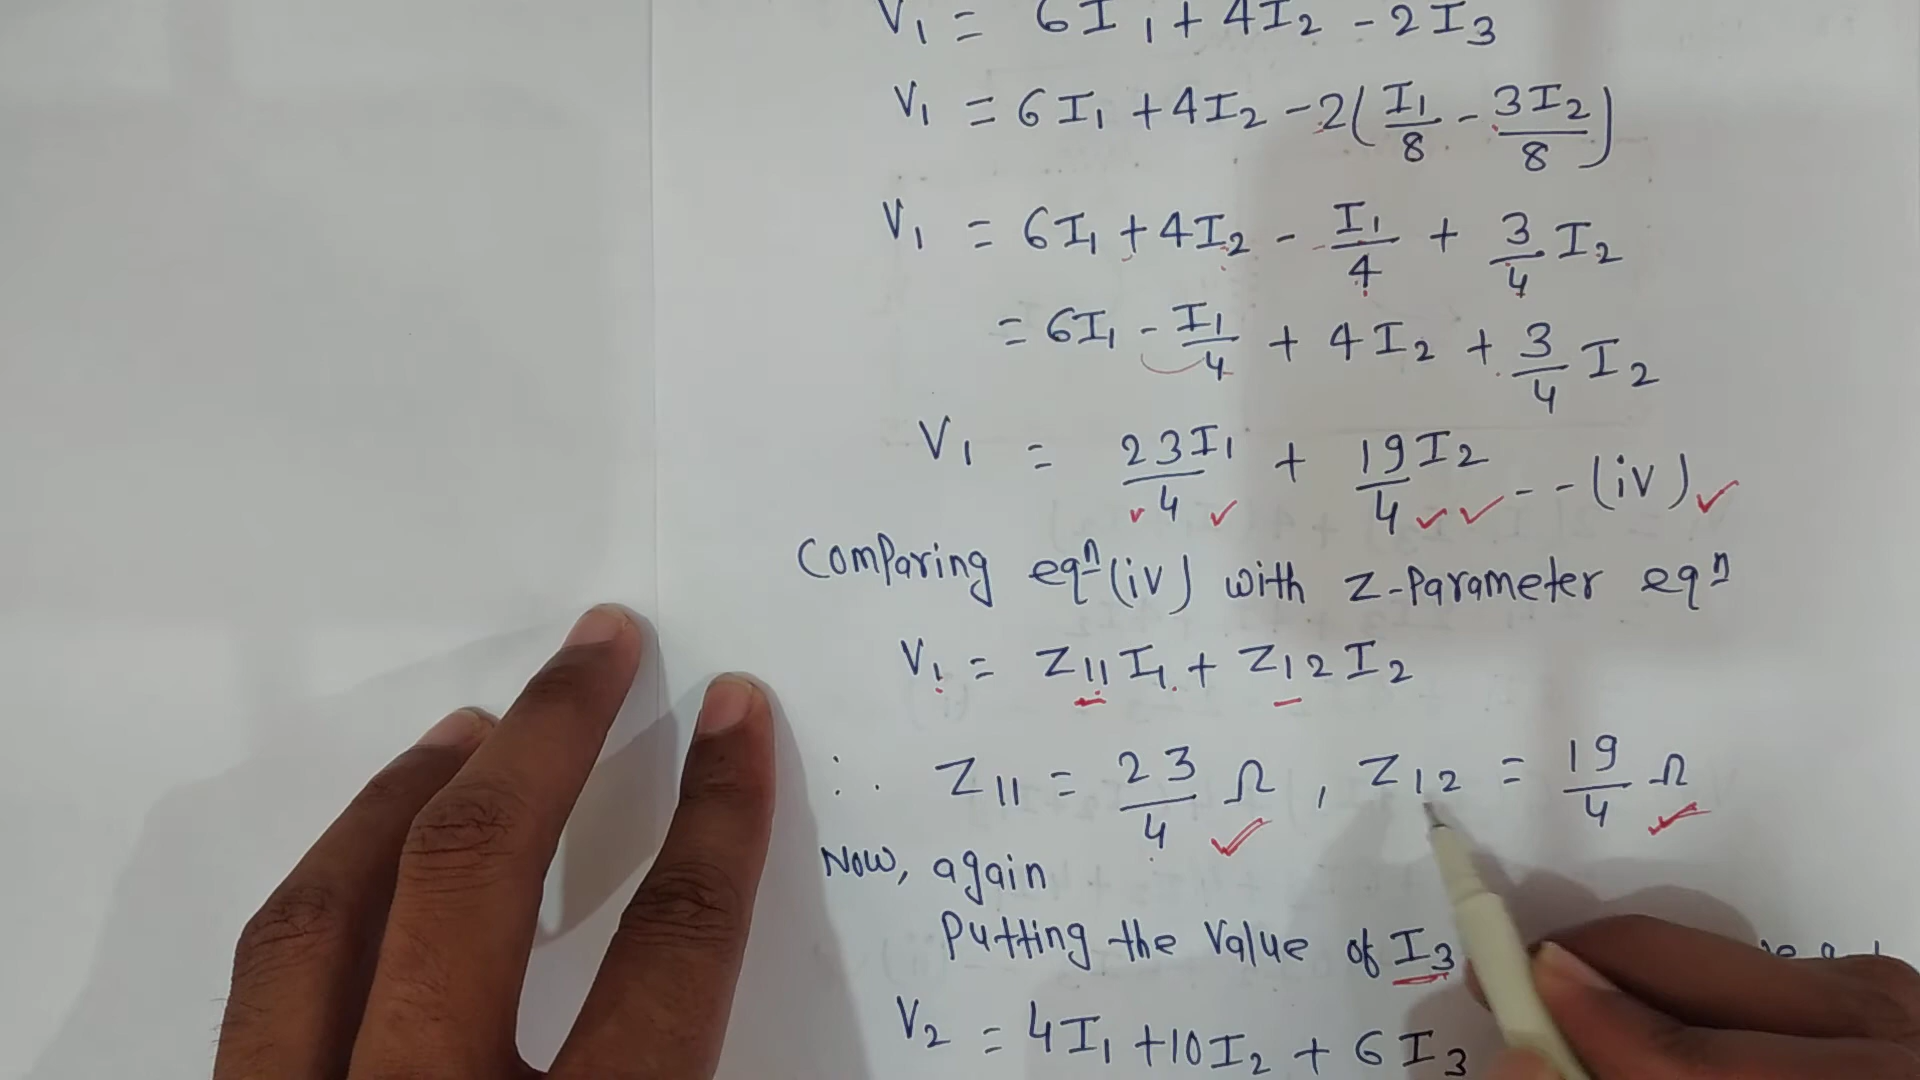 V₁ = 6I₁ + 4I₂ - 2I₃
V₁ = 6I₁ + 4I₂ - 2(I₁/8 - 3I₂/8)
V₁ = 6I₁ + 4I₂ - I₁/4 + 3/4 I₂
= 6I₁ - I₁/4 + 4I₂ + 3/4 I₂
V₁ = 23I₁/4 + 19I₂/4 -- (iv)
Comparing eqⁿ (iv) with Z-Parameter eqⁿ
V₁ = Z₁₁I₁ + Z₁₂I₂
∴ Z₁₁ = 23/4 Ω, Z₁₂ = 19/4 Ω
Now, again
Putting the value of I₃
V₂ = 4I₁ + 10I₂ + 6I₃